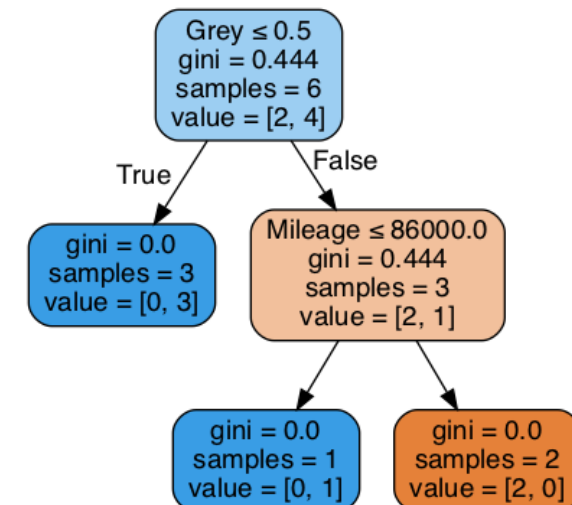 Grey ≤ 0.5
gini = 0.444
samples = 6
value = [2, 4]
True
False
gini = 0.0
samples = 3
value = [0, 3]
Mileage ≤ 86000.0
gini = 0.444
samples = 3
value = [2, 1]
gini = 0.0
samples = 1
value = [0, 1]
gini = 0.0
samples = 2
value = [2, 0]